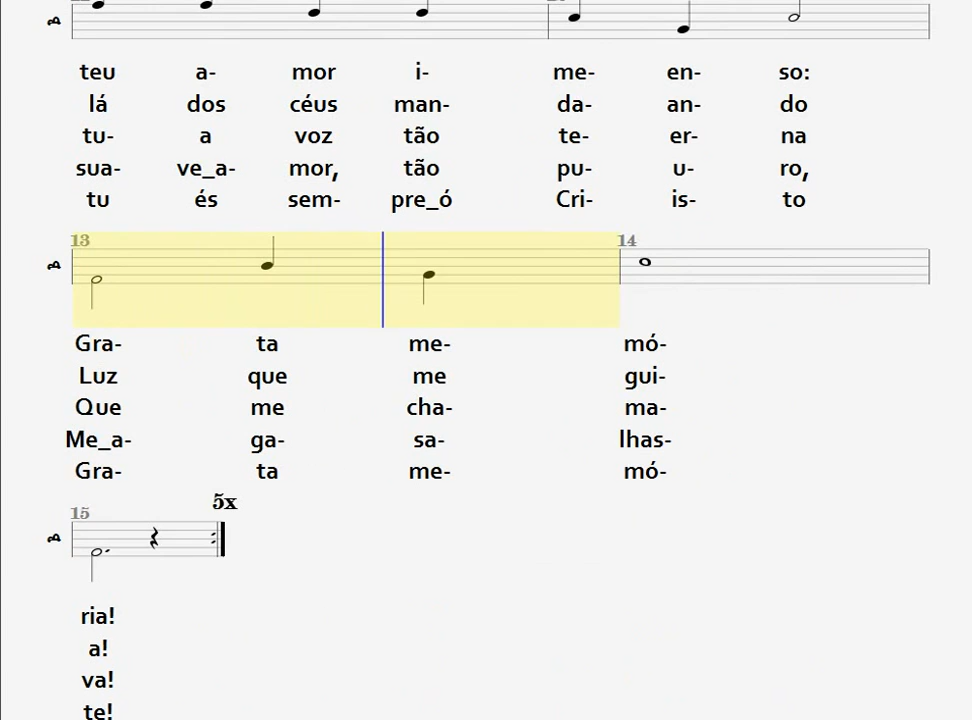 teu a- mor i- me- en- so:
lá dos céus man- da- an- do
tu- a voz tão te- er- na
sua- ve_a- mor, tão pu- u- ro,
tu és sem- pre_ó Cri- is- to
13 14
Gra- ta me- mó-
Luz que me gui-
Que me cha- ma-
Me_a- ga- sa- lhas-
Gra- ta me- mó-
5x
15
ria!
a!
va!
te!